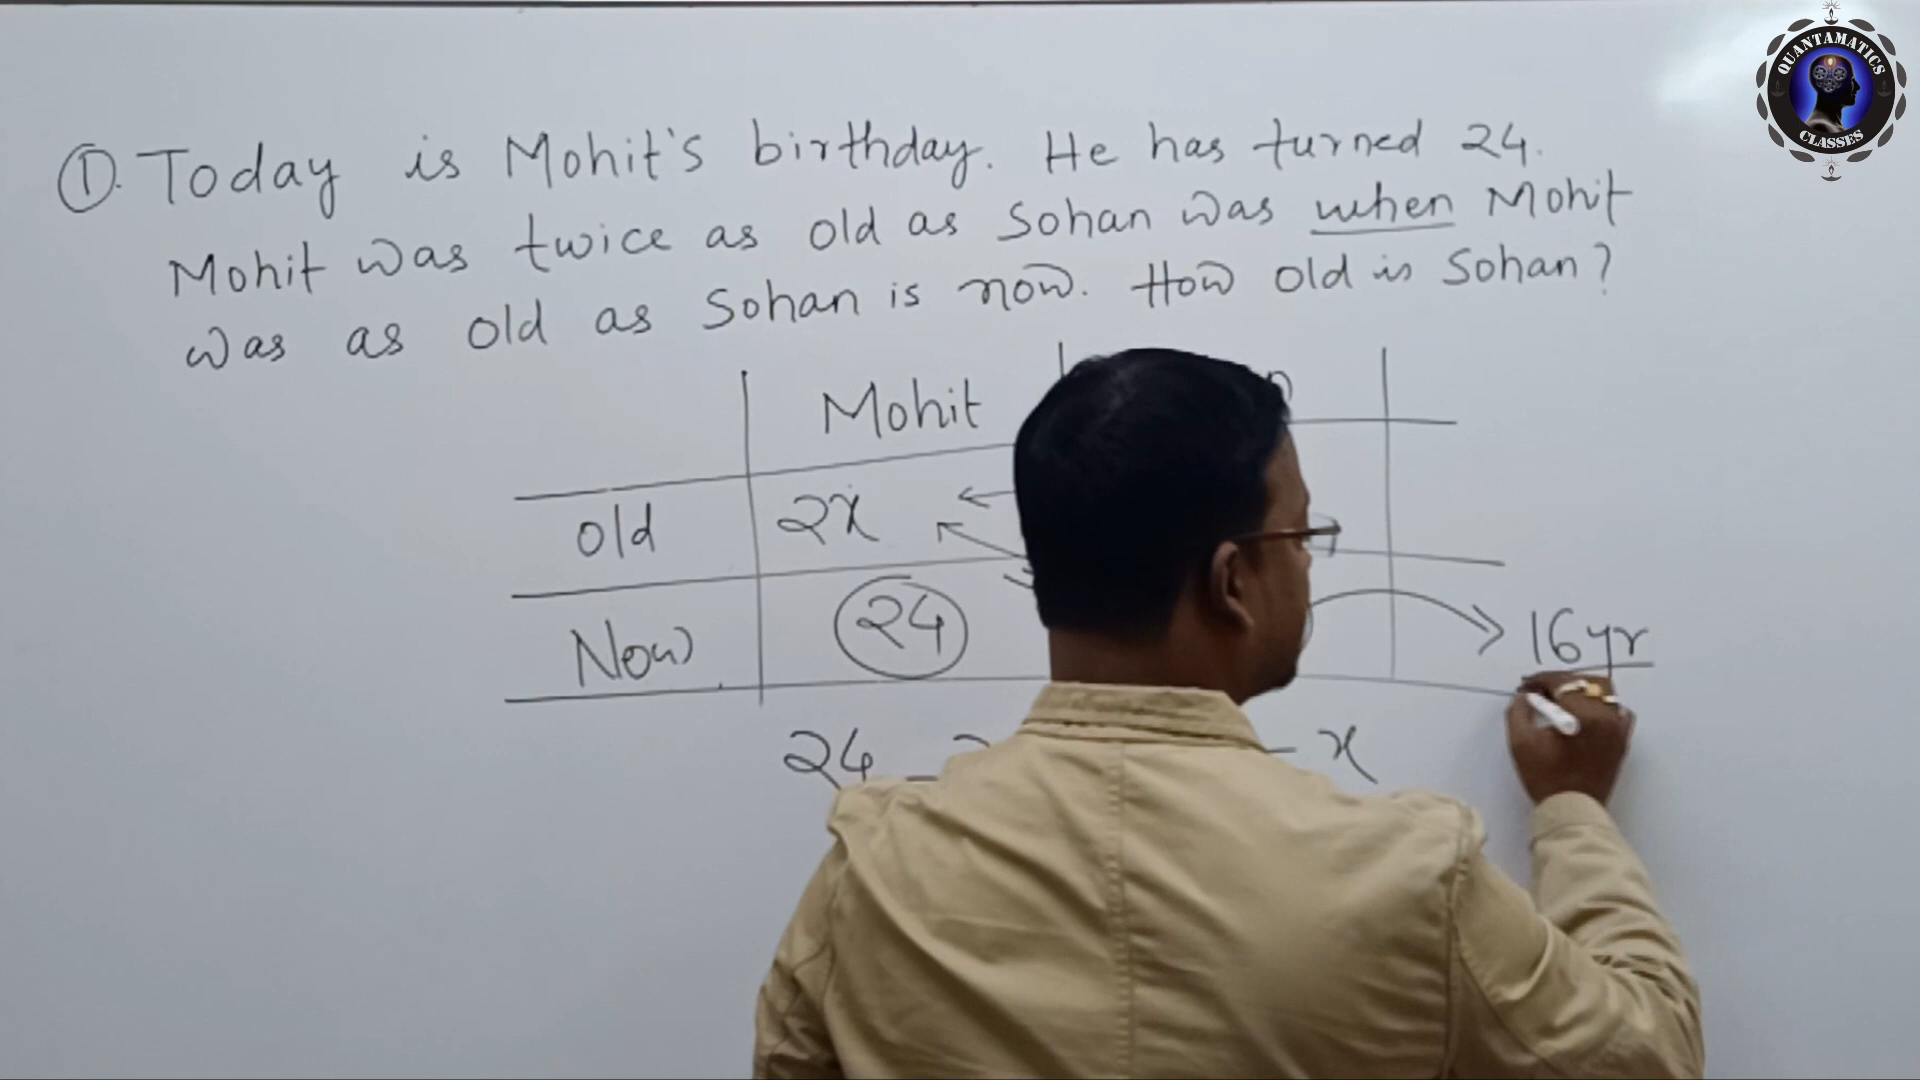 ① Today is Mohit's birthday. He has turned 24.
Mohit was twice as old as Sohan was when Mohit
was as old as Sohan is now. How old is Sohan?
Mohit
old 2x
Now 24 16yr
24 - - x
QUANTAMATICS
CLASSES